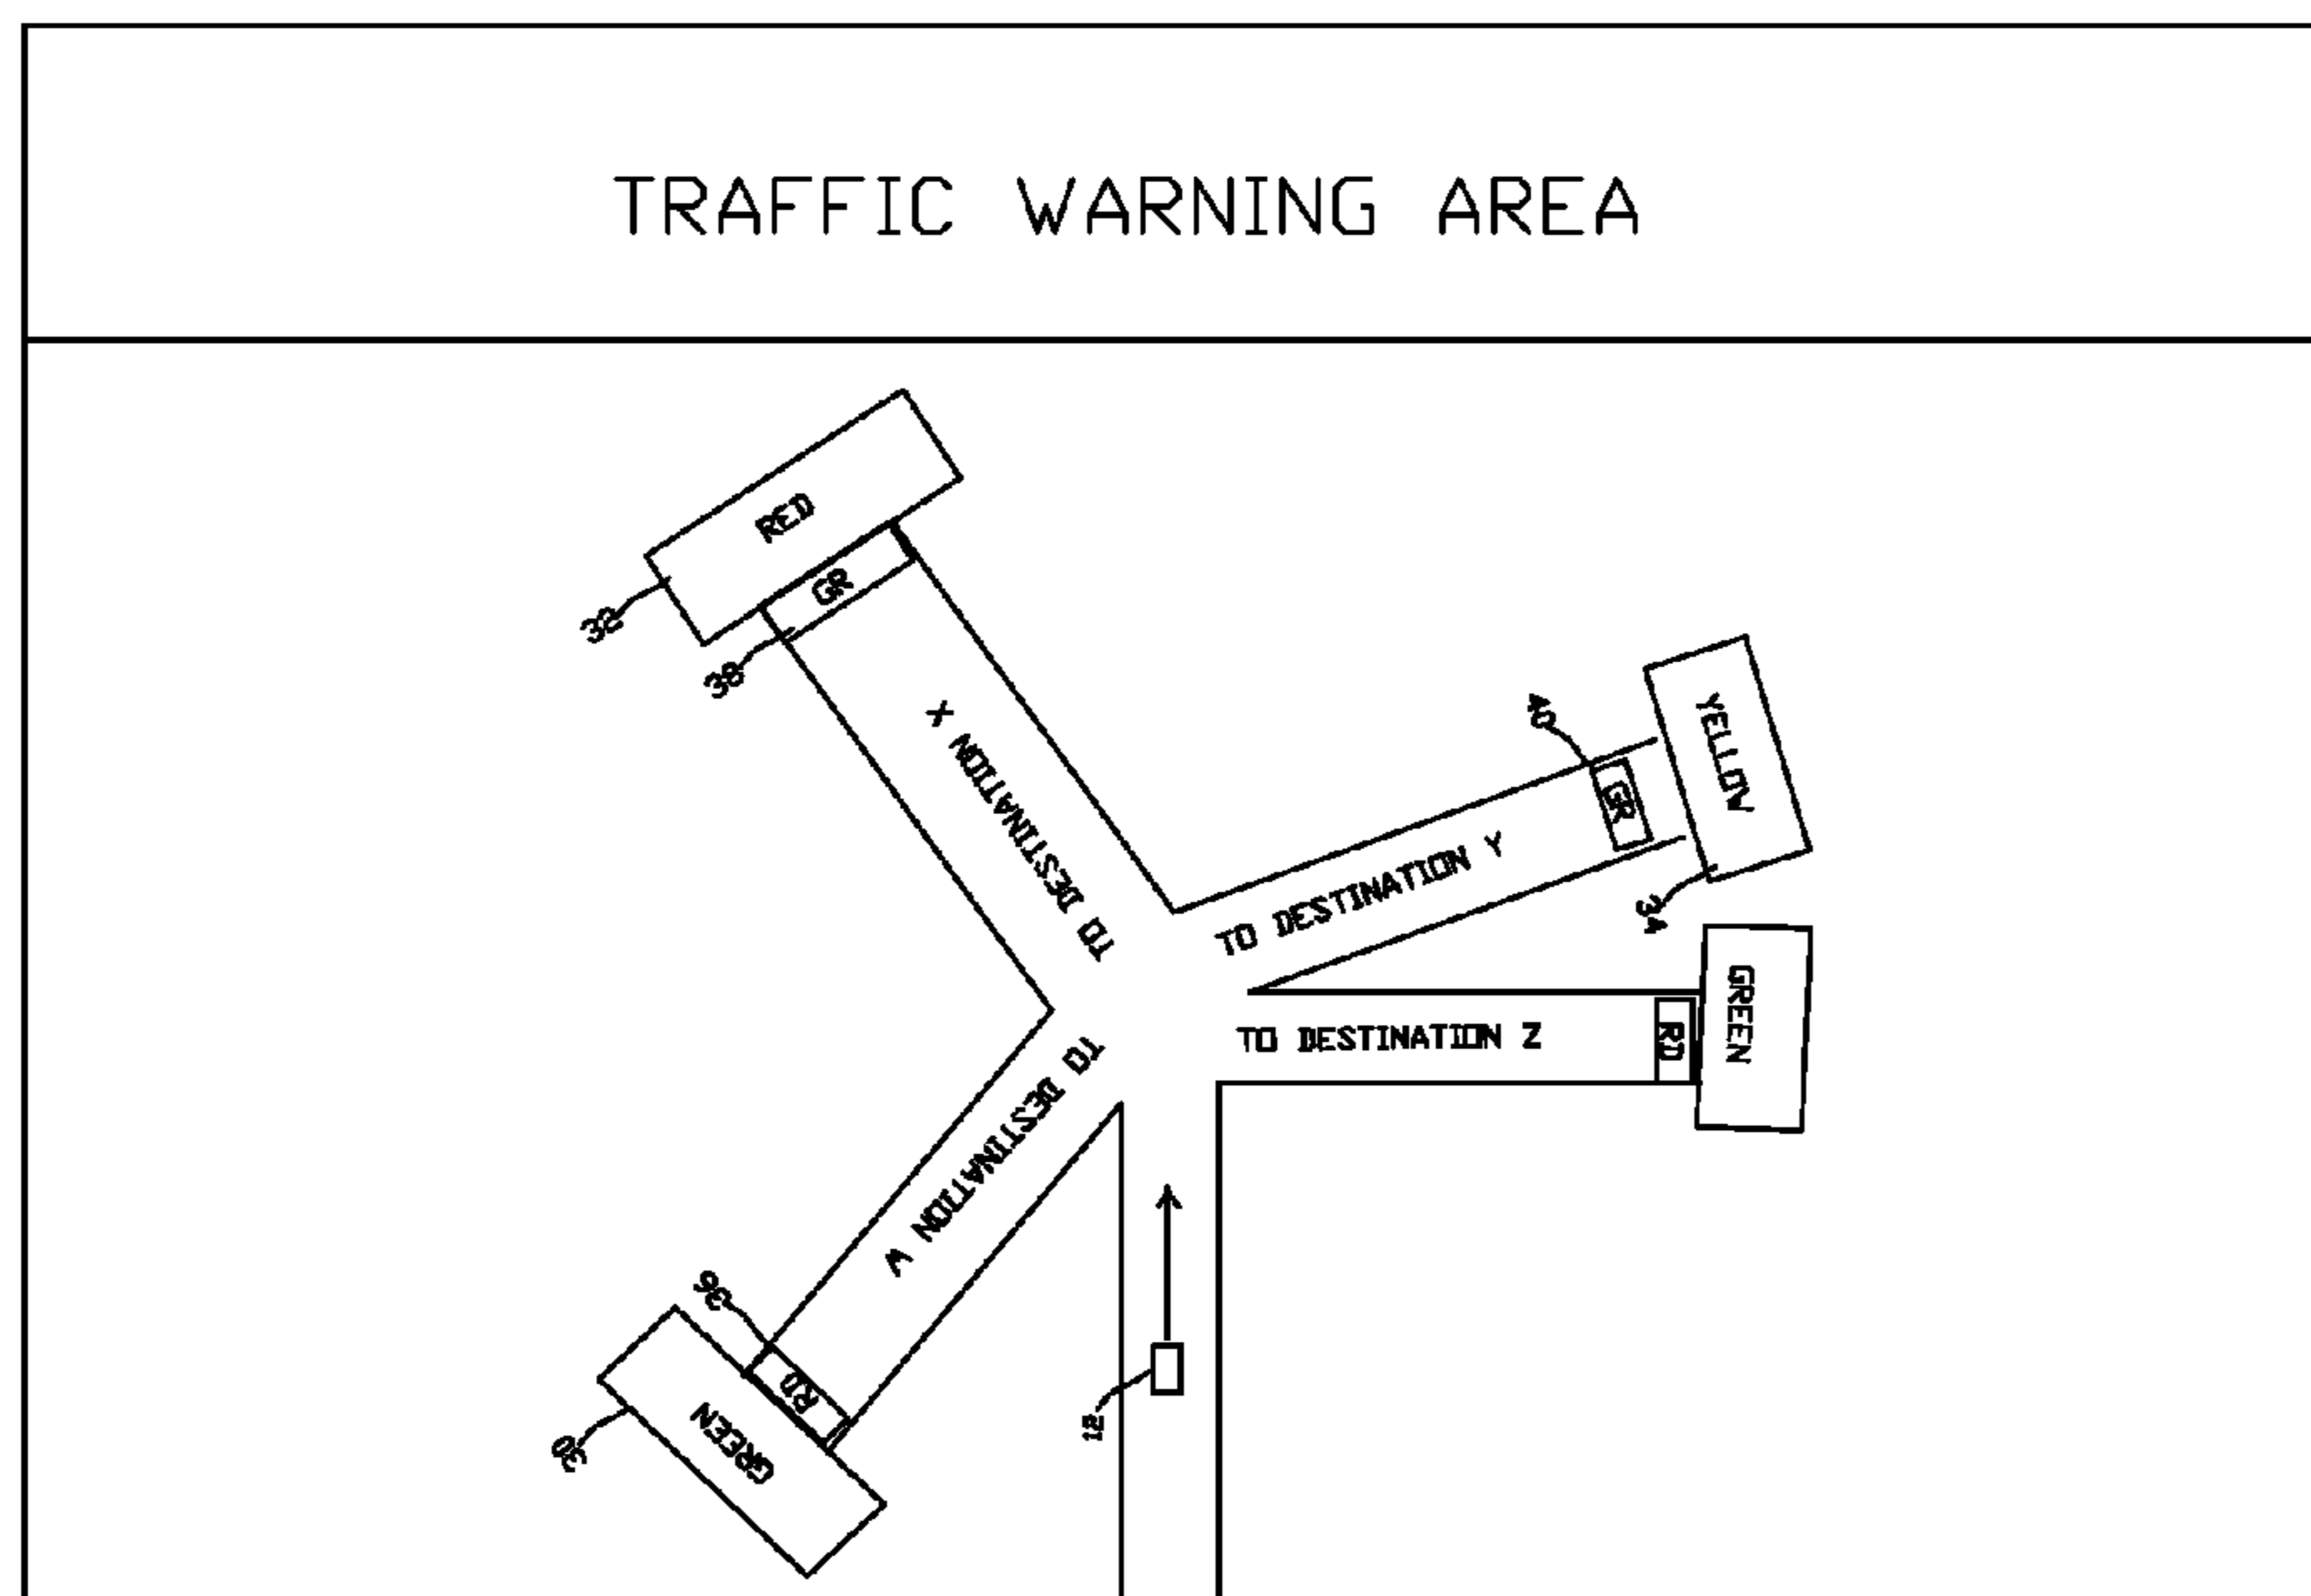 TRAFFIC WARNING AREA
RED
GR
32
38
TO DESTINATION X
YELLOW
40
GR
TO DESTINATION Y
34
GREEN
RD
TO DESTINATION Z
TO DESTINATION W
36
RD
GREEN
30
12